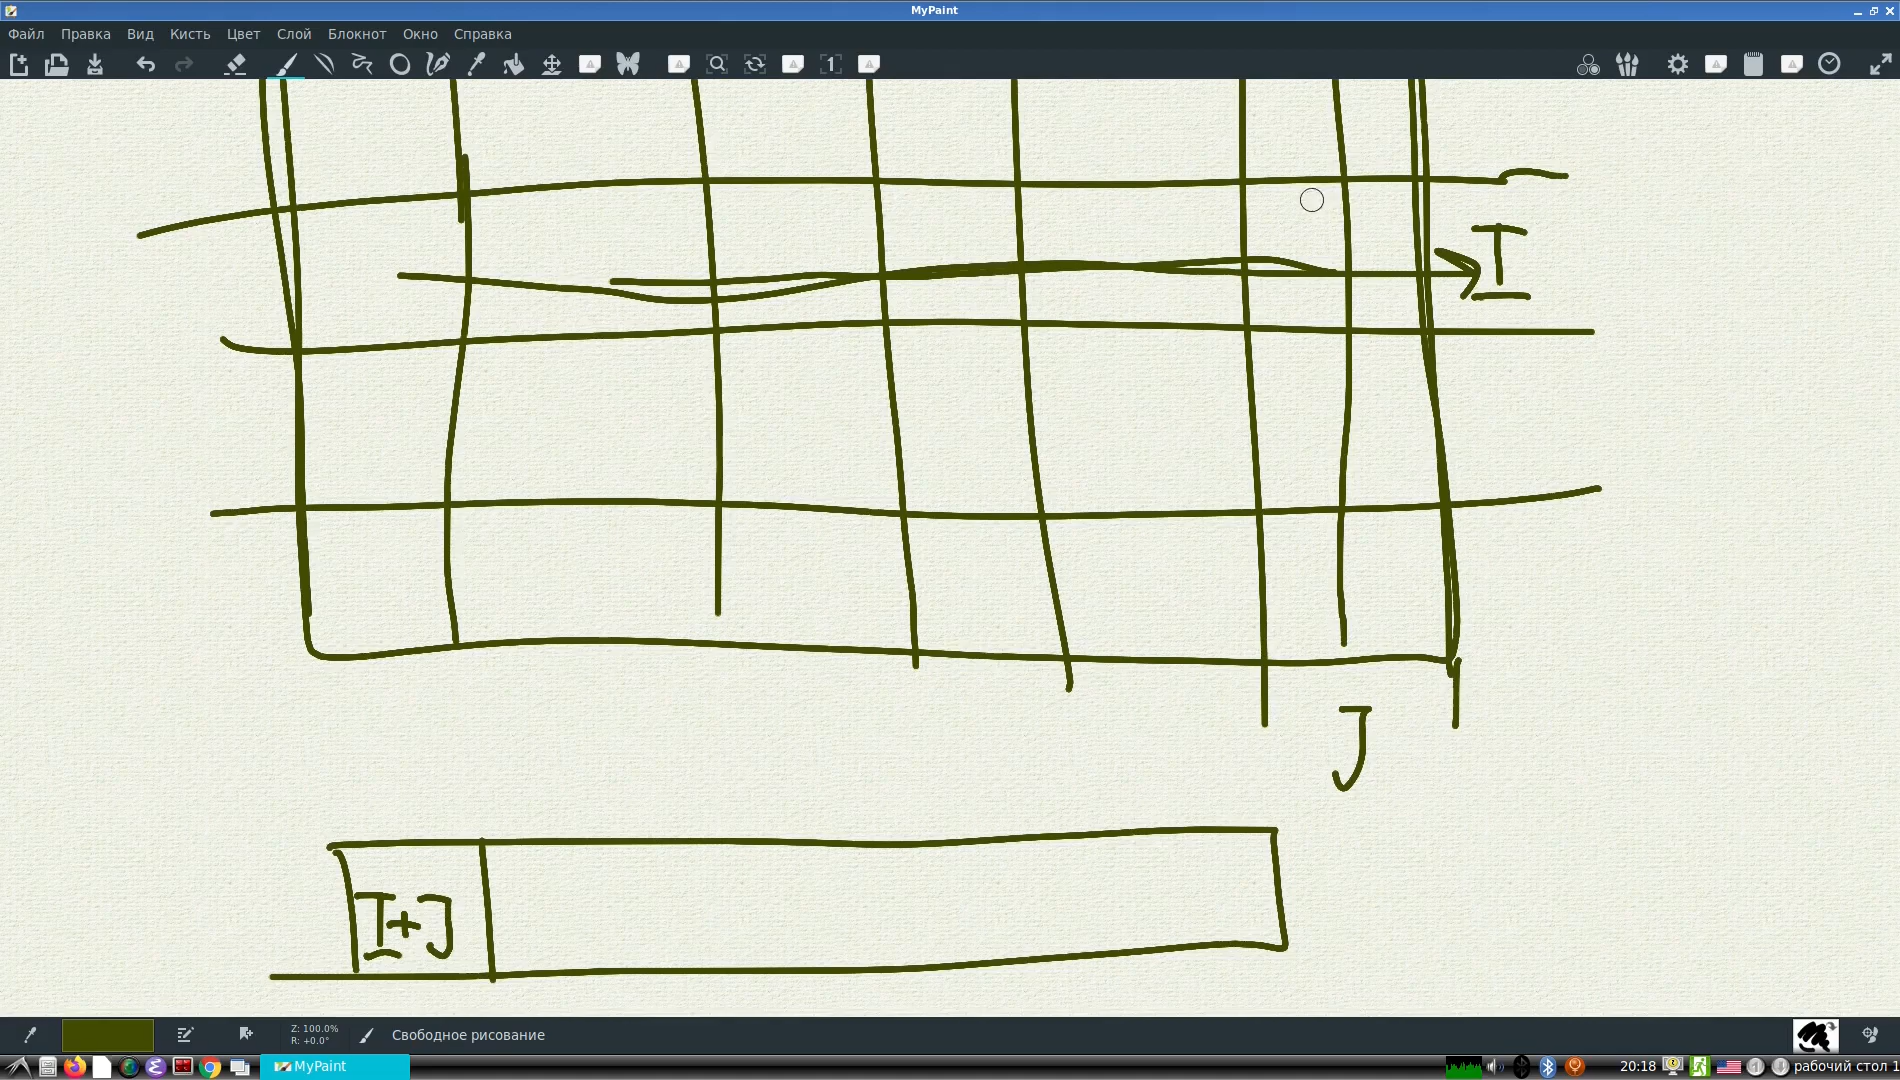 MyPaint
Файл Правка Вид Кисть Цвет Слой Блокнот Окно Справка
I
J
I+J
Z: 100.0%
R: +0.0°
Свободное рисование
MyPaint 20:18 рабочий стол 1